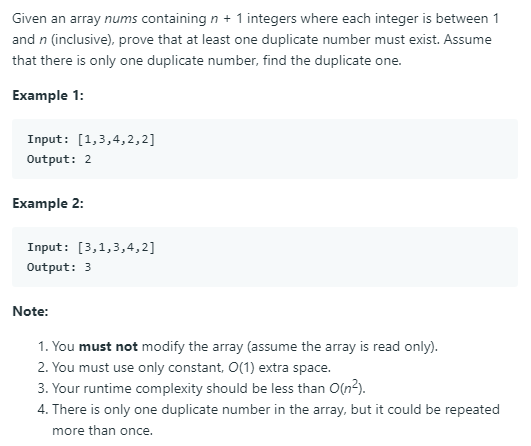 Given an array nums containing n + 1 integers where each integer is between 1
and n (inclusive), prove that at least one duplicate number must exist. Assume
that there is only one duplicate number, find the duplicate one.
Example 1:
Input: [1,3,4,2,2]
Output: 2
Example 2:
Input: [3,1,3,4,2]
Output: 3
Note:
1. You must not modify the array (assume the array is read only).
2. You must use only constant, O(1) extra space.
3. Your runtime complexity should be less than O(n²).
4. There is only one duplicate number in the array, but it could be repeated
more than once.